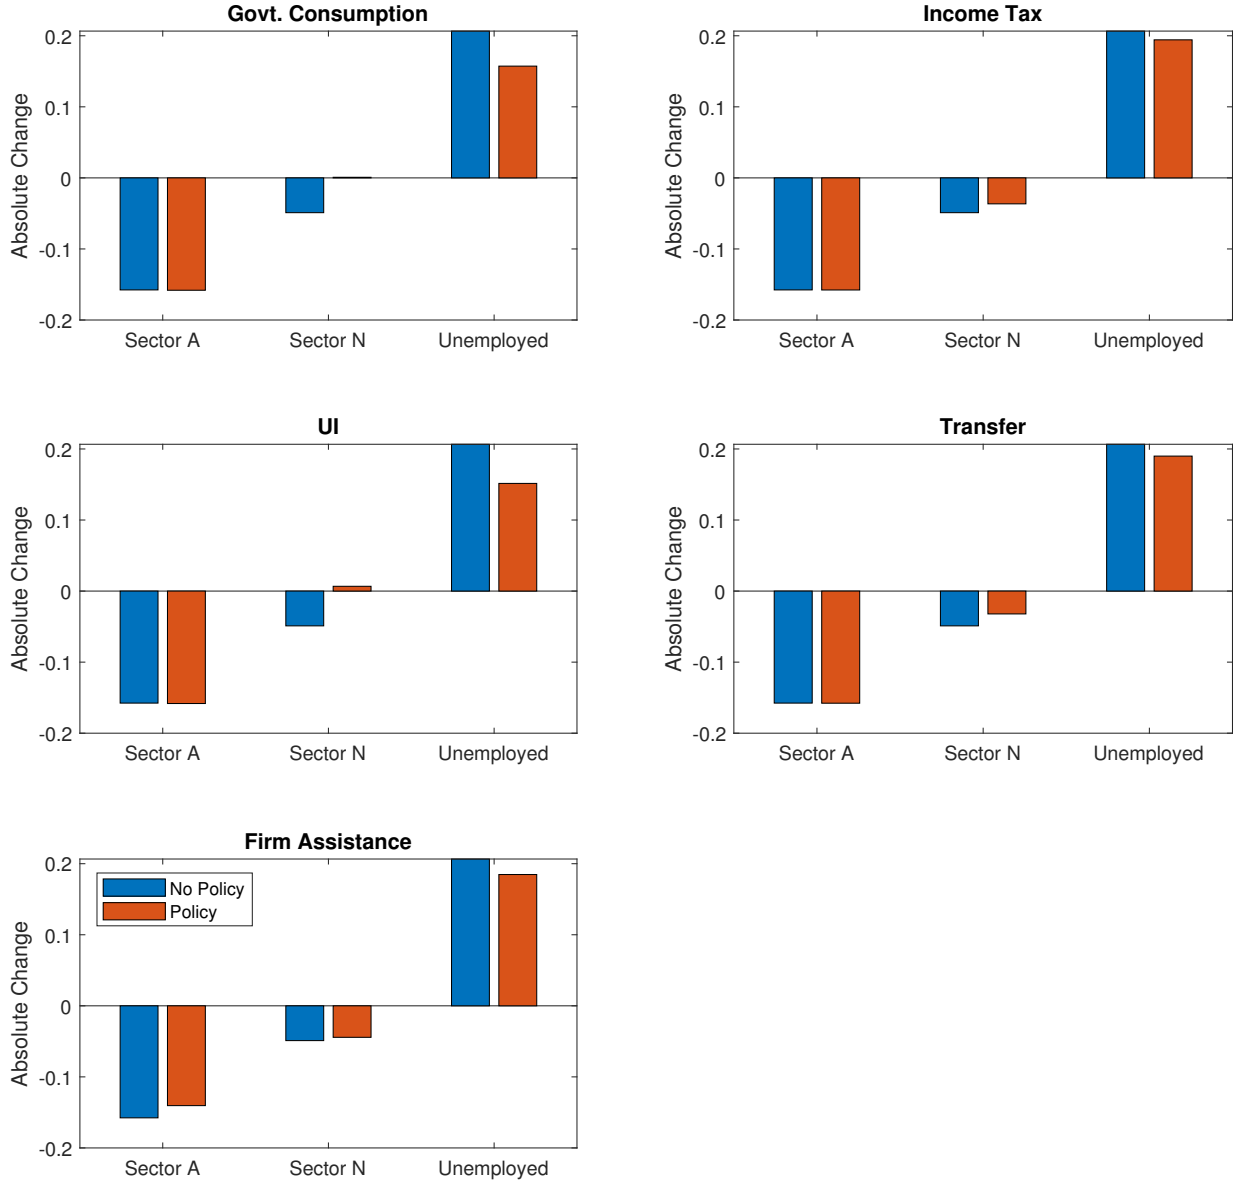 Govt. Consumption
0.2
0.1
0
-0.1
-0.2
Absolute Change
Sector A
Sector N
Unemployed
Income Tax
0.2
0.1
0
-0.1
-0.2
Absolute Change
Sector A
Sector N
Unemployed
UI
0.2
0.1
0
-0.1
-0.2
Absolute Change
Sector A
Sector N
Unemployed
Transfer
0.2
0.1
0
-0.1
-0.2
Absolute Change
Sector A
Sector N
Unemployed
Firm Assistance
0.2
0.1
0
-0.1
-0.2
Absolute Change
No Policy
Policy
Sector A
Sector N
Unemployed